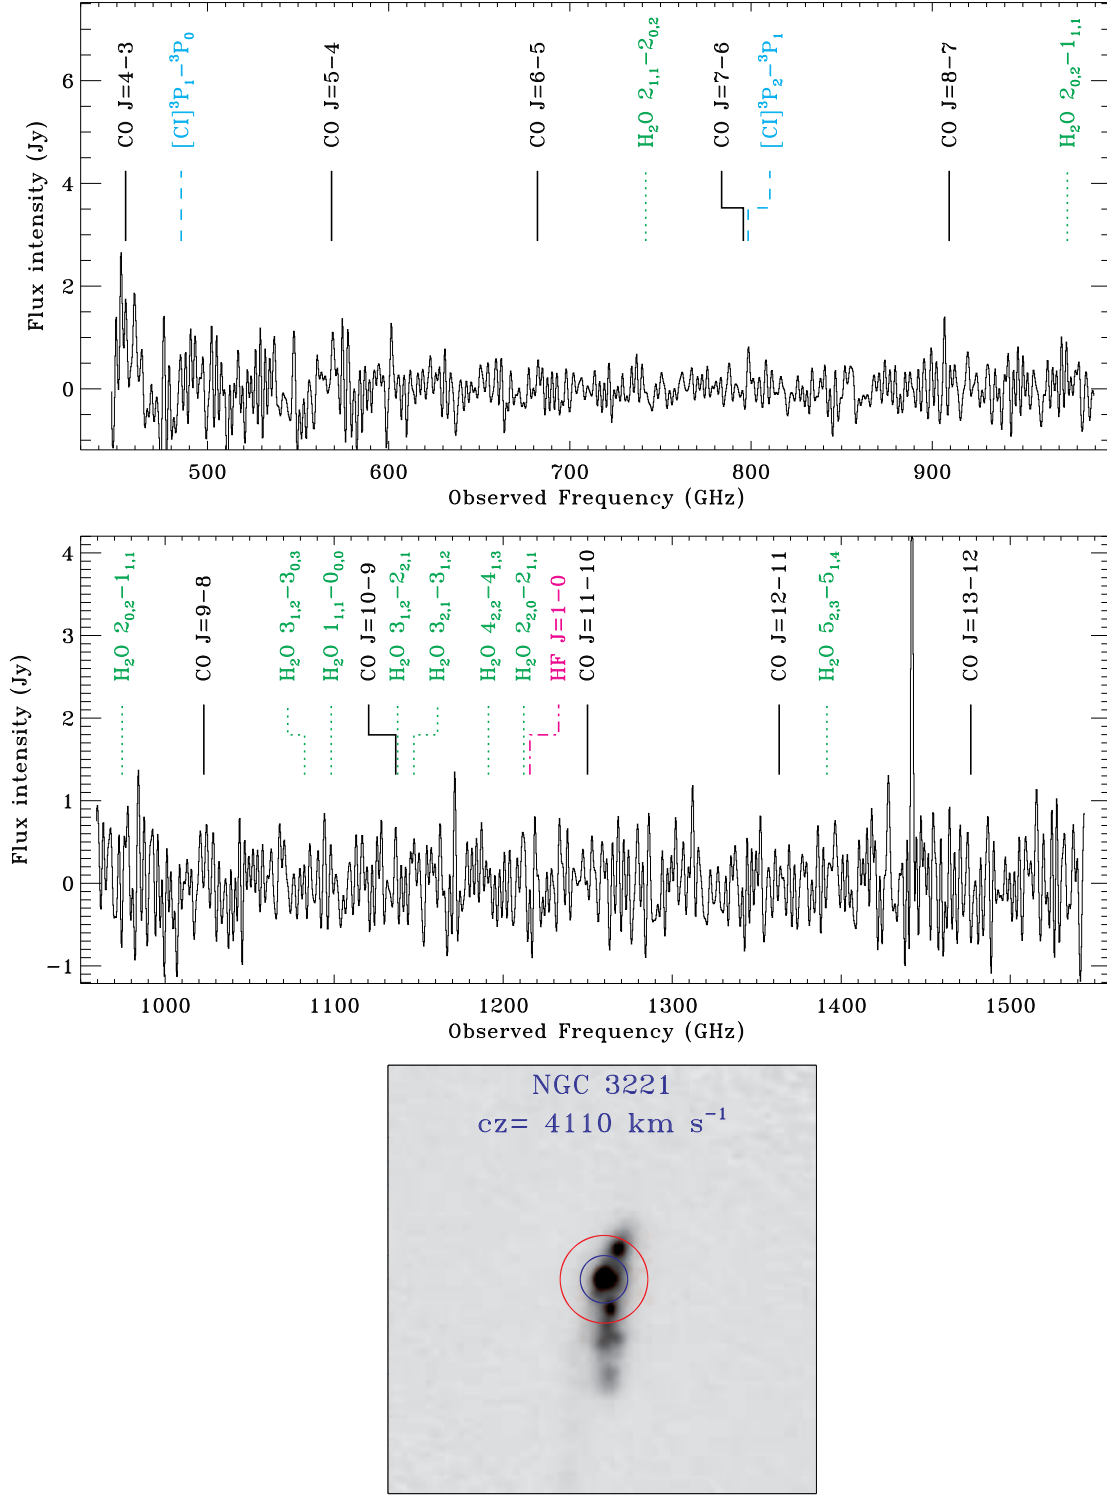 CO J=4−3
[CI]³P₁−³P₀
CO J=5−4
CO J=6−5
H₂O 2₁,₁−2₀,₂
CO J=7−6
[CI]³P₂−³P₁
CO J=8−7
H₂O 2₀,₂−1₁,₁
Flux intensity (Jy)
6
4
2
0
500 600 700 800 900
Observed Frequency (GHz)
H₂O 2₀,₂−1₁,₁
CO J=9−8
H₂O 3₁,₂−3₀,₃
H₂O 1₁,₁−0₀,₀
CO J=10−9
H₂O 3₁,₂−2₂,₁
H₂O 3₂,₁−3₁,₂
H₂O 4₂,₂−4₁,₃
H₂O 2₂,₀−2₁,₁
HF J=1−0
CO J=11−10
CO J=12−11
H₂O 5₂,₃−5₁,₄
CO J=13−12
Flux intensity (Jy)
4
3
2
1
0
−1
1000 1100 1200 1300 1400 1500
Observed Frequency (GHz)
NGC 3221
cz= 4110 km s⁻¹